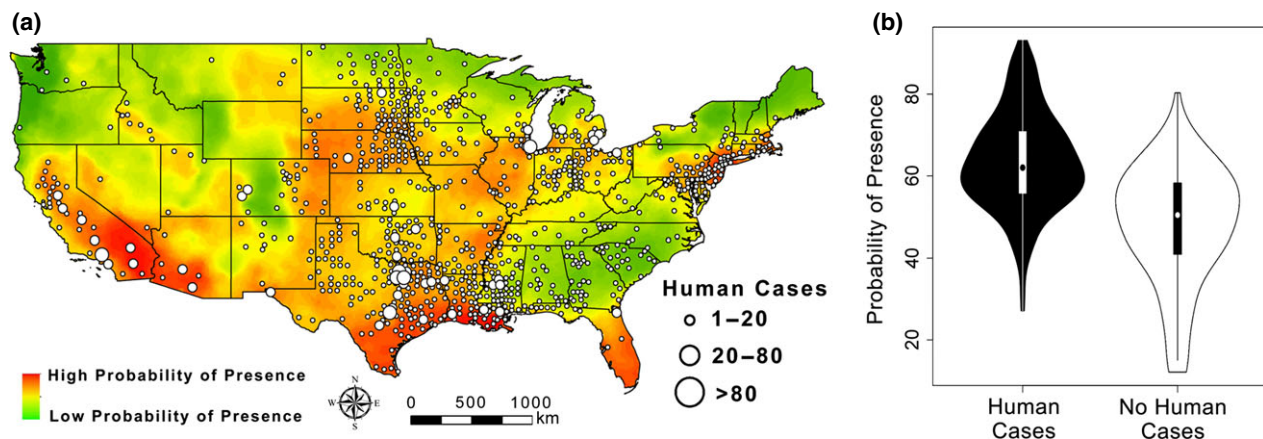 (a)
High Probability of Presence
Low Probability of Presence
N
W E
S
0 500 1000
km
Human Cases
1–20
20–80
>80
(b)
Probability of Presence
80
60
40
20
Human
Cases
No Human
Cases